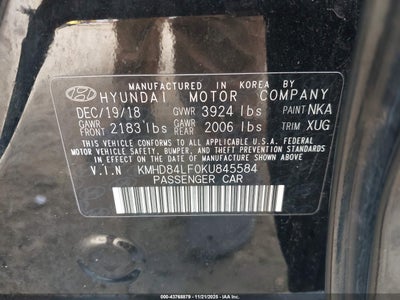 MANUFACTURED IN KOREA BY
HYUNDAI MOTOR COMPANY
DEC/19/18 GVWR 3924 lbs PAINT NKA
GAWR FRONT 2183 lbs GAWR REAR 2006 lbs TRIM XUG
THIS VEHICLE CONFORMS TO ALL APPLICABLE U.S. FEDERAL
MOTOR VEHICLE SAFETY, BUMPER, AND THEFT PREVENTION STANDARDS
IN EFFECT ON THE DATE OF MANUFACTURE SHOWN ABOVE.
V.I.N KMHD84LF0KU845584
PASSENGER CAR
000-43768879 - 11/21/2025 - IAAI.COM